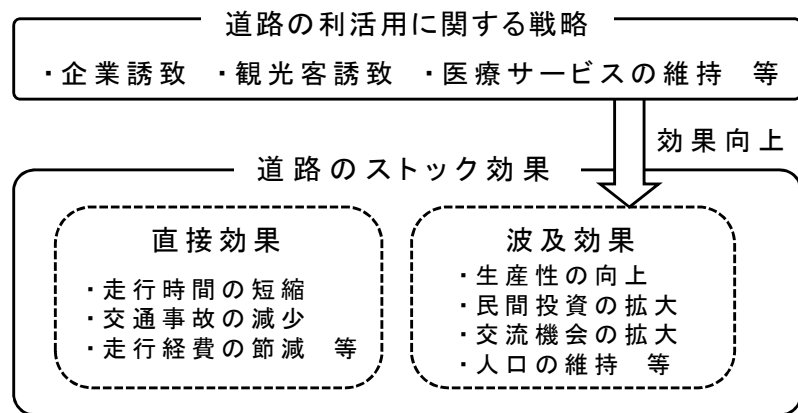 道路の利活用に関する戦略
・企業誘致 ・観光客誘致 ・医療サービスの維持 等
効果向上
道路のストック効果
直接効果
・走行時間の短縮
・交通事故の減少
・走行経費の節減 等
波及効果
・生産性の向上
・民間投資の拡大
・交流機会の拡大
・人口の維持 等